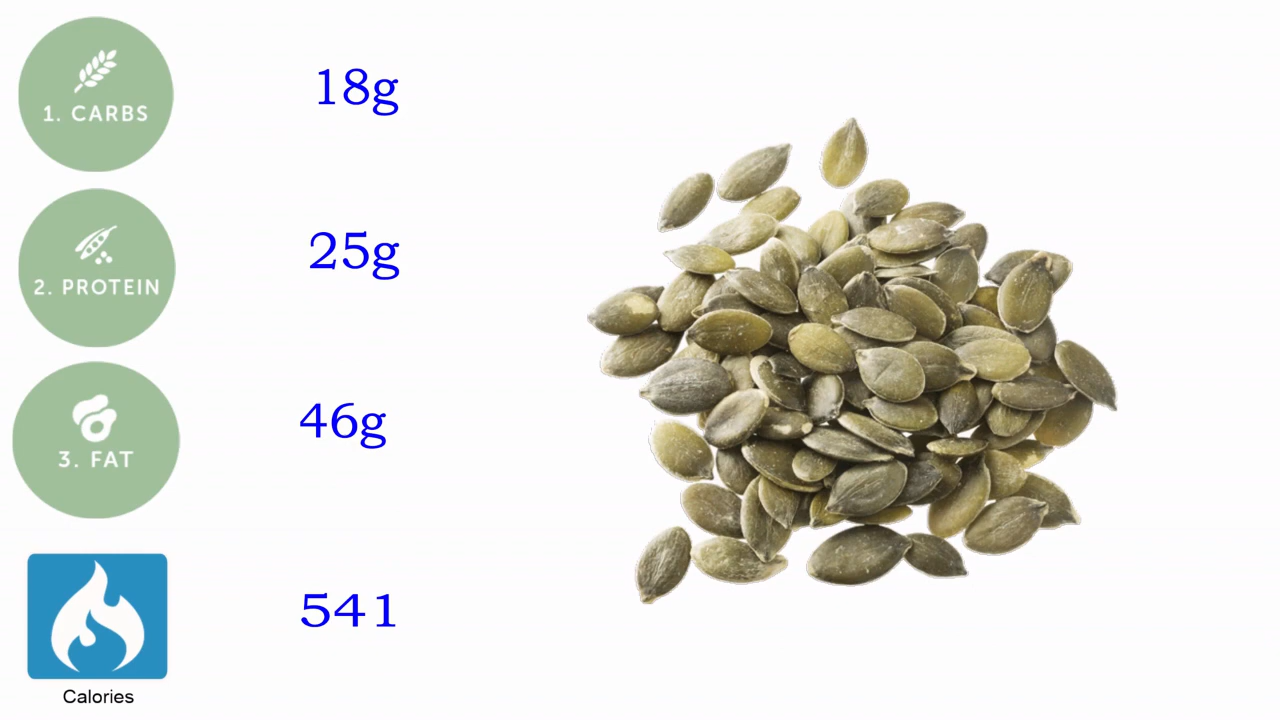 1. CARBS
18g
2. PROTEIN
25g
3. FAT
46g
541
Calories